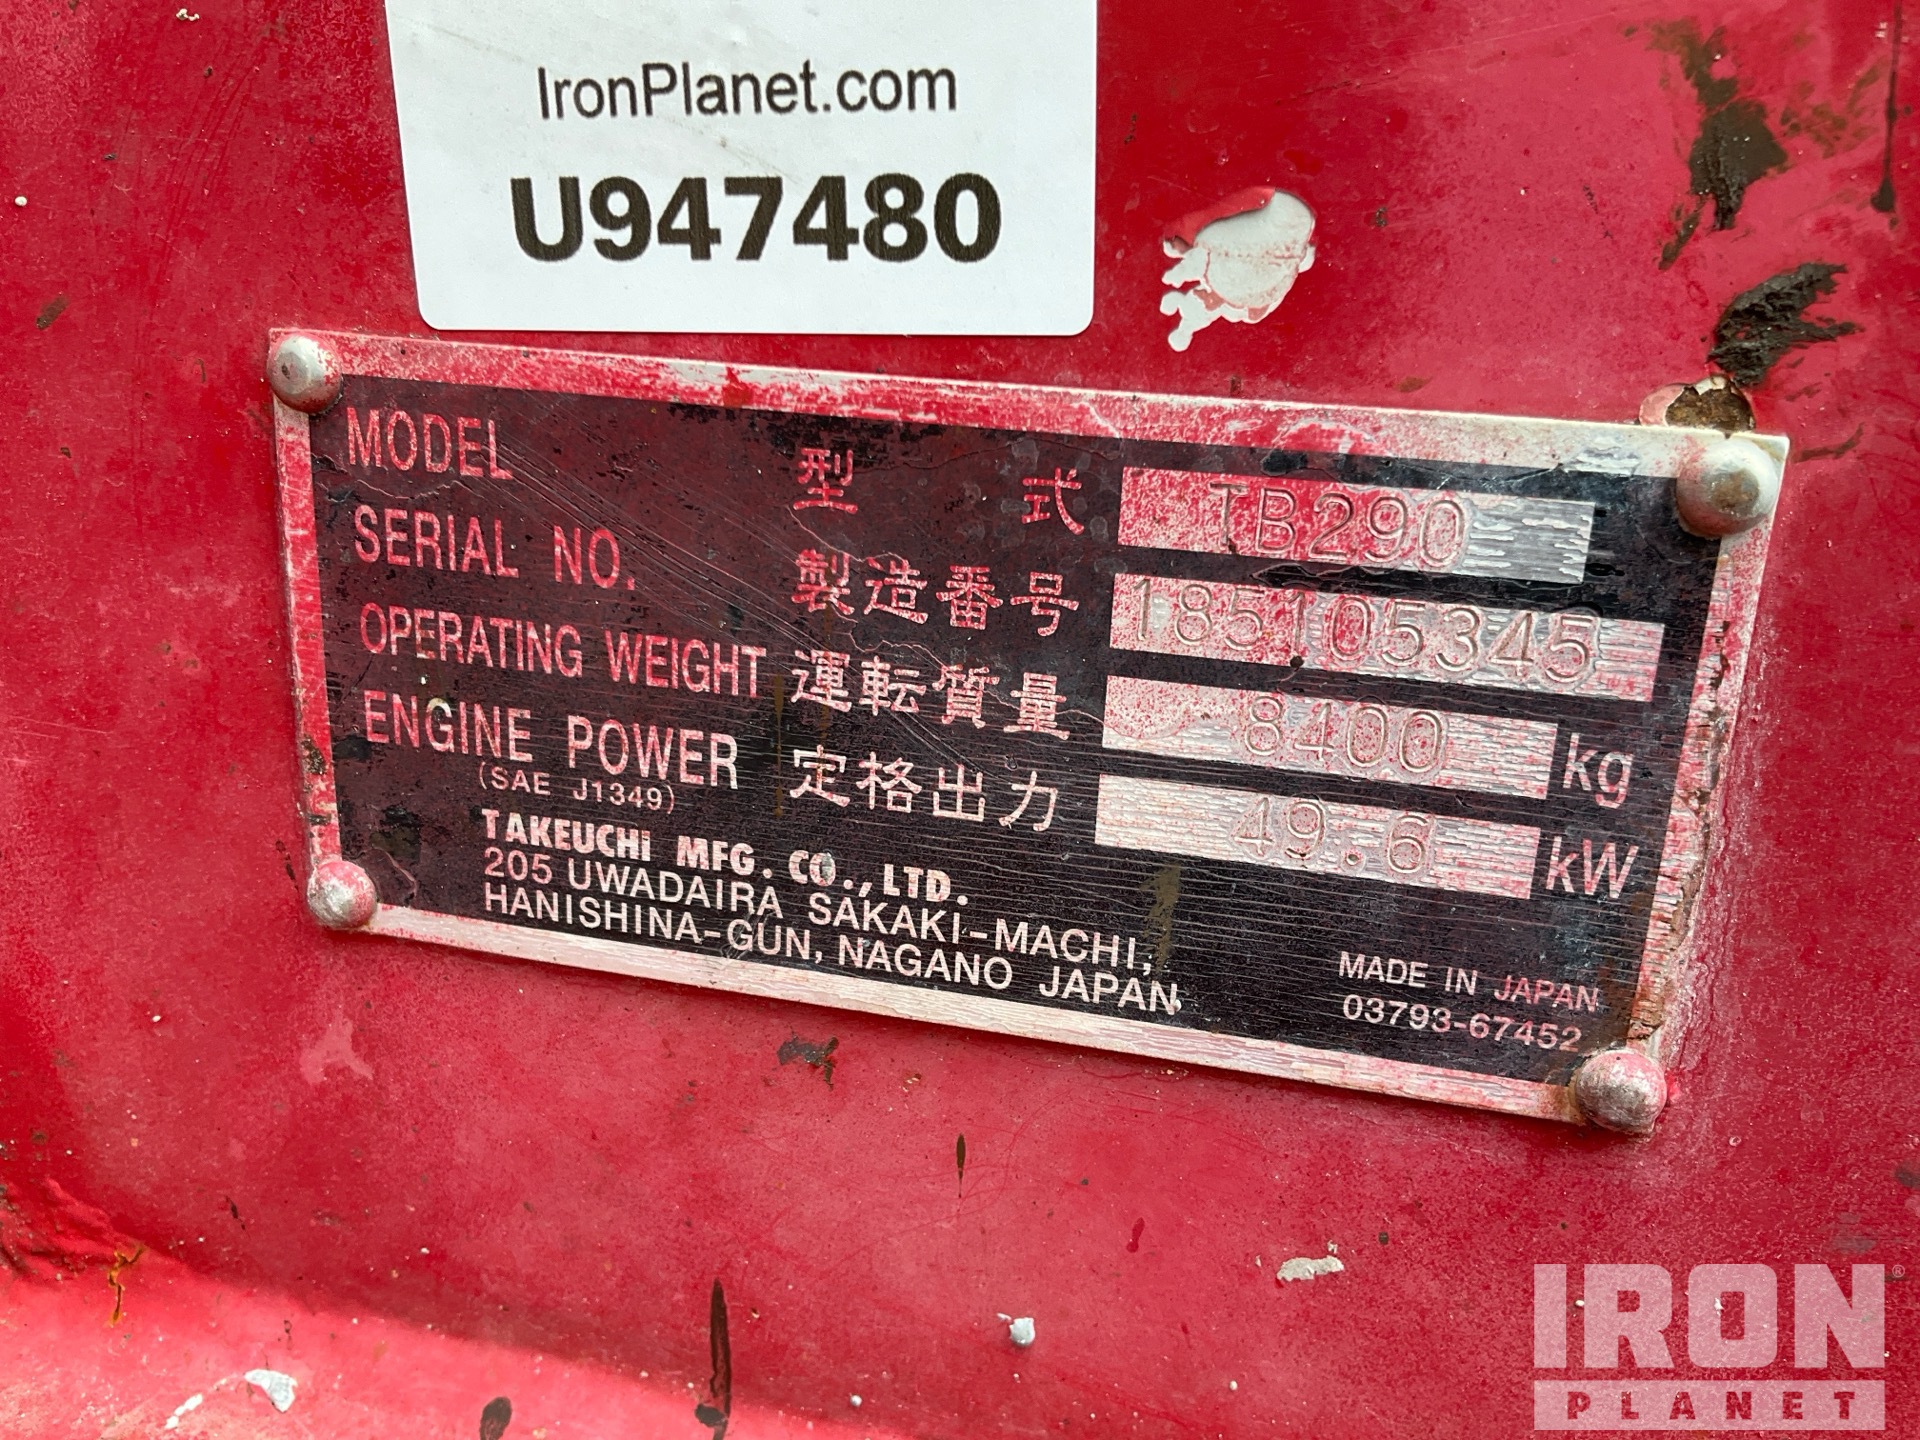 IronPlanet.com
U947480
MODEL 型式 TB290
SERIAL NO. 製造番号 185105345
OPERATING WEIGHT 運転質量 8400 kg
ENGINE POWER 定格出力 49.6 kW
(SAE J1349)
TAKEUCHI MFG. CO., LTD.
205 UWADAIRA SAKAKI-MACHI,
HANISHINA-GUN, NAGANO JAPAN
MADE IN JAPAN
03793-67452
IRON®
PLANET